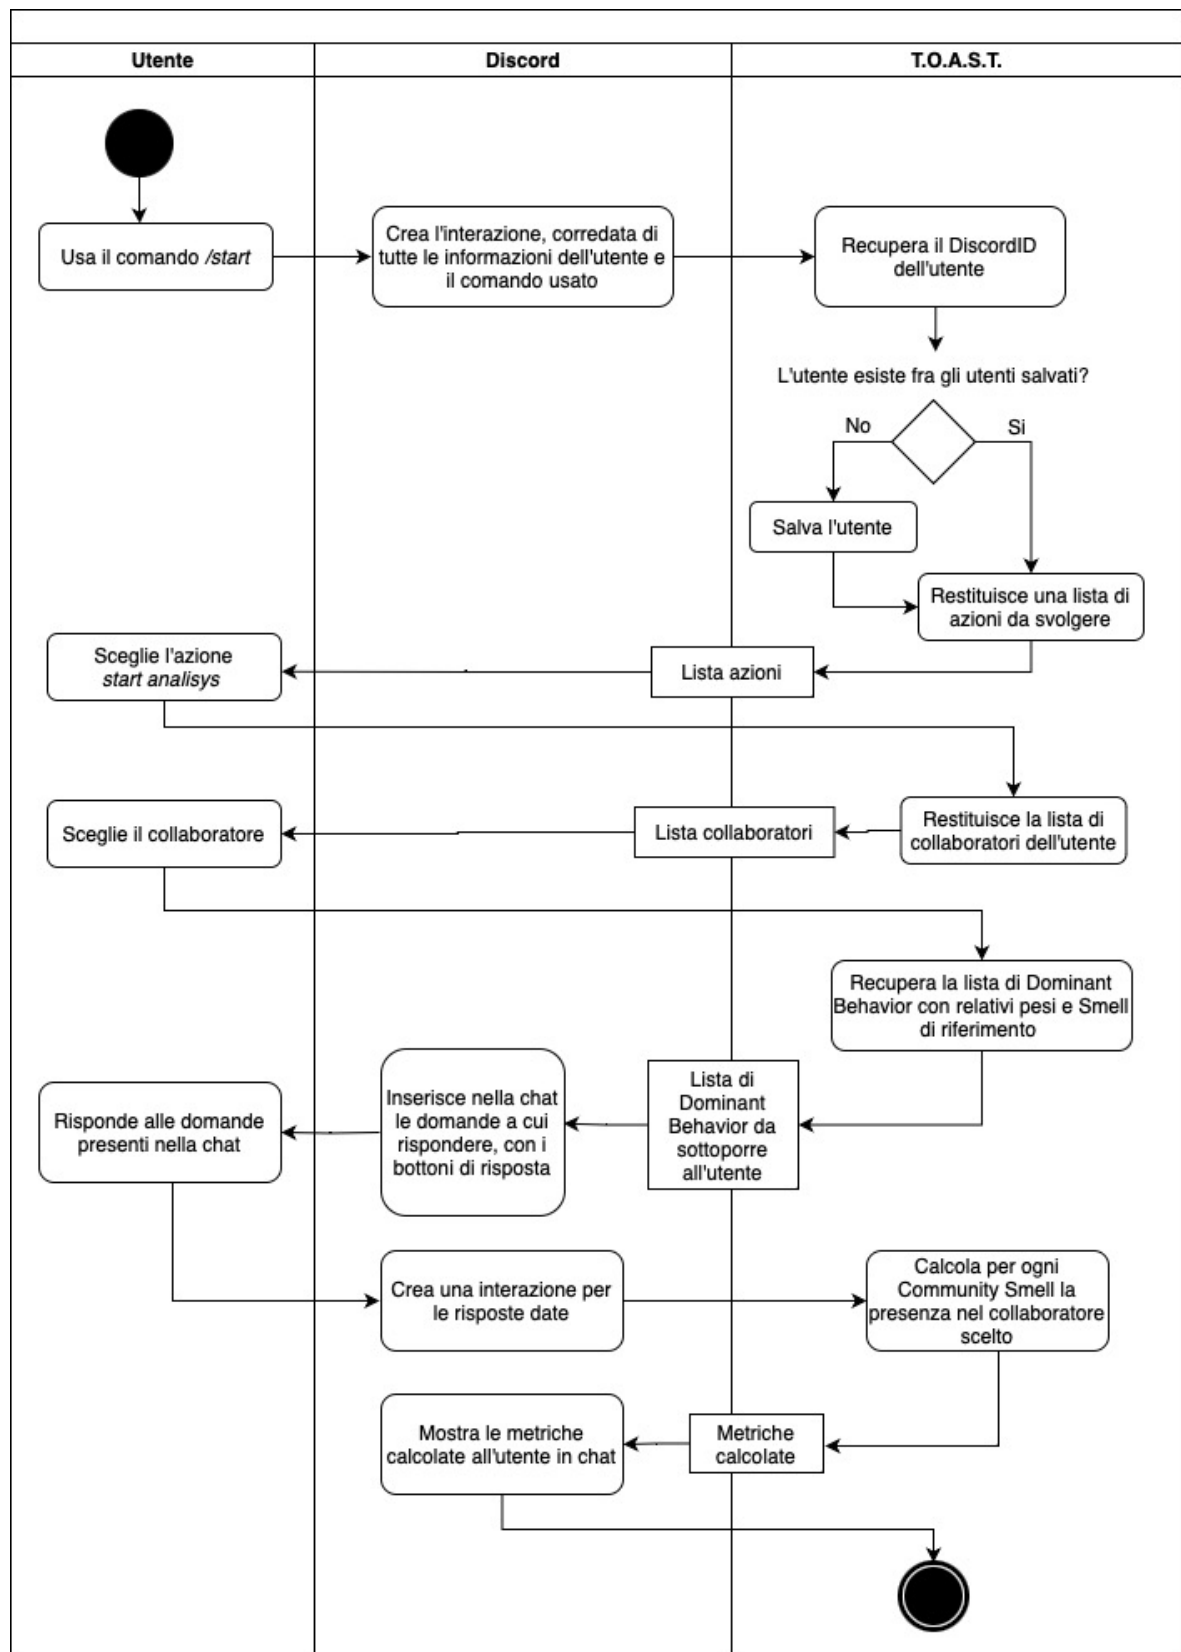 Utente
Discord
T.O.A.S.T.
Usa il comando /start
Crea l'interazione, corredata di
tutte le informazioni dell'utente e
il comando usato
Recupera il DiscordID
dell'utente
L'utente esiste fra gli utenti salvati?
No
Si
Salva l'utente
Restituisce una lista di
azioni da svolgere
Sceglie l'azione
start analisys
Lista azioni
Sceglie il collaboratore
Lista collaboratori
Restituisce la lista di
collaboratori dell'utente
Recupera la lista di Dominant
Behavior con relativi pesi e Smell
di riferimento
Risponde alle domande
presenti nella chat
Inserisce nella chat
le domande a cui
rispondere, con i
bottoni di risposta
Lista di
Dominant
Behavior da
sottoporre
all'utente
Crea una interazione per
le risposte date
Calcola per ogni
Community Smell la
presenza nel collaboratore
scelto
Mostra le metriche
calcolate all'utente in chat
Metriche
calcolate